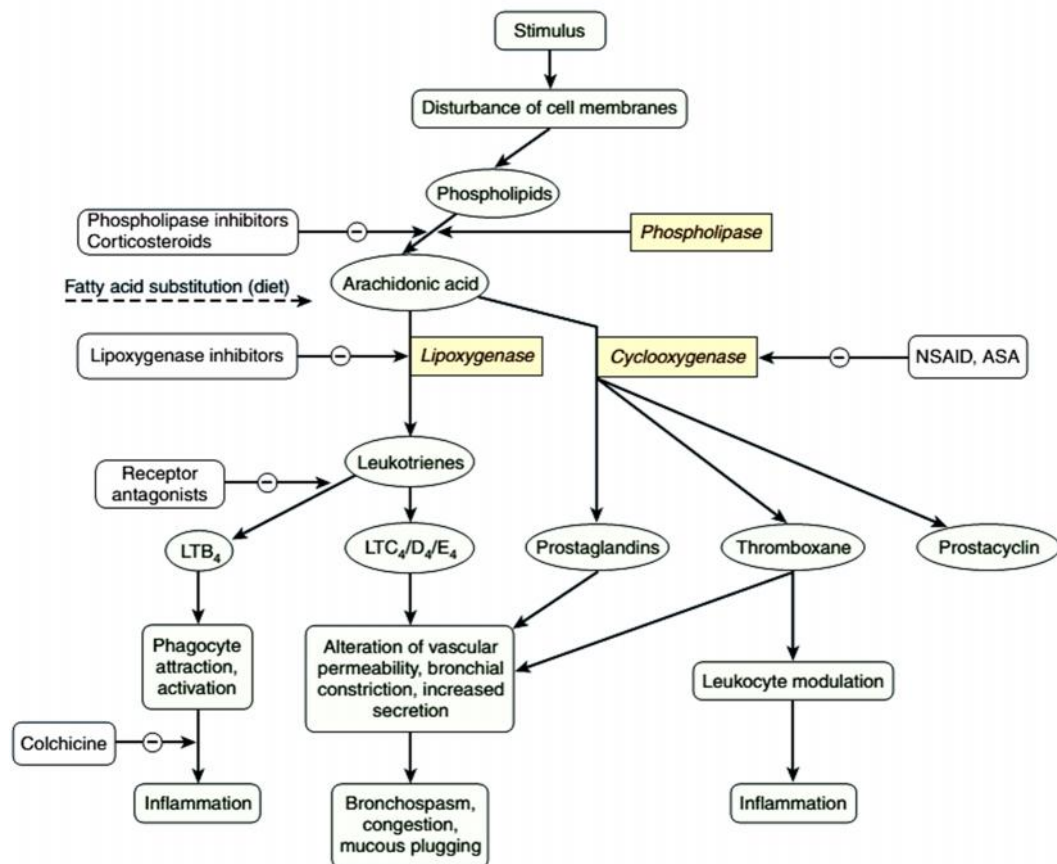 Stimulus
Disturbance of cell membranes
Phospholipids
Phospholipase inhibitors
Corticosteroids
Phospholipase
Fatty acid substitution (diet)
Arachidonic acid
Lipoxygenase inhibitors
Lipoxygenase
Cyclooxygenase
NSAID, ASA
Leukotrienes
Receptor
antagonists
LTB₄
LTC₄/D₄/E₄
Prostaglandins
Thromboxane
Prostacyclin
Phagocyte
attraction,
activation
Alteration of vascular
permeability, bronchial
constriction, increased
secretion
Leukocyte modulation
Colchicine
Inflammation
Bronchospasm,
congestion,
mucous plugging
Inflammation